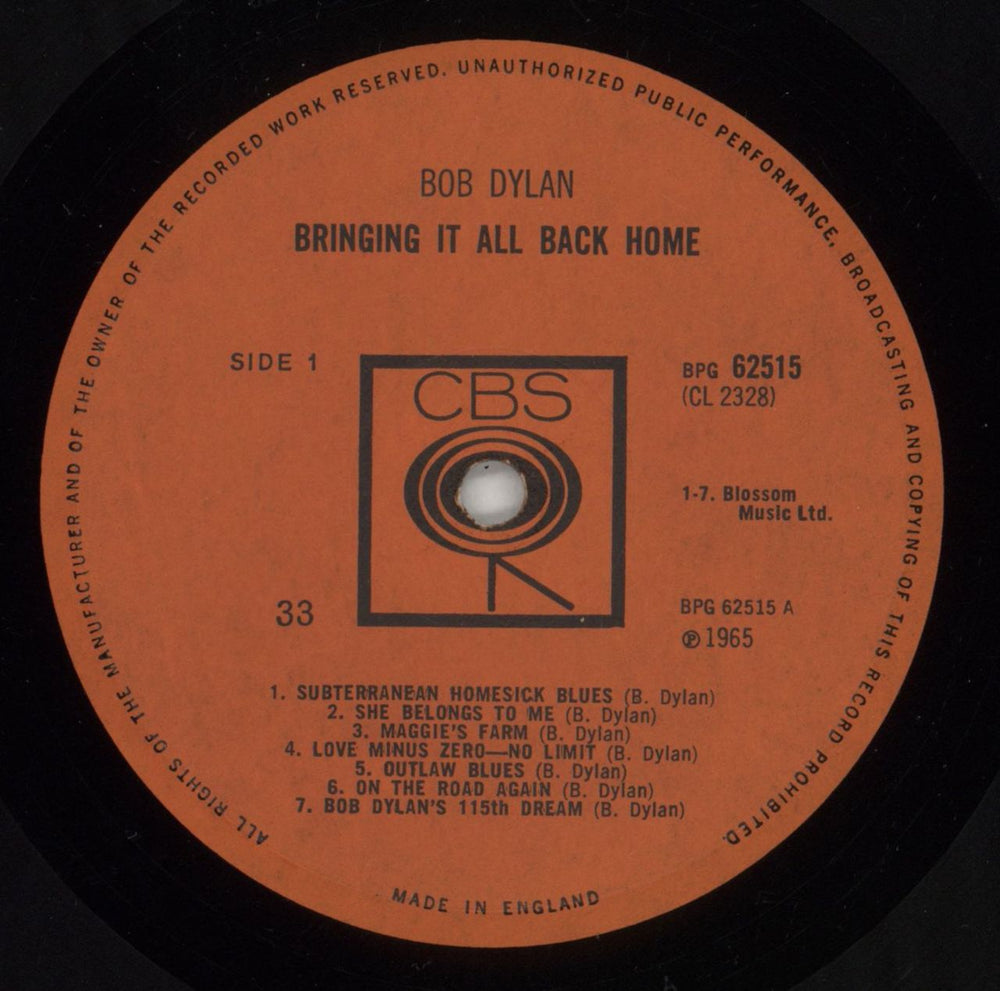 ALL RIGHTS OF THE MANUFACTURER AND OF THE OWNER OF THE RECORDED WORK RESERVED. UNAUTHORIZED PUBLIC PERFORMANCE, BROADCASTING AND COPYING OF THIS RECORD PROHIBITED.
BOB DYLAN
BRINGING IT ALL BACK HOME
SIDE 1
CBS
BPG 62515
(CL 2328)
1-7. Blossom
Music Ltd.
33
BPG 62515 A
℗ 1965
1. SUBTERRANEAN HOMESICK BLUES (B. Dylan)
2. SHE BELONGS TO ME (B. Dylan)
3. MAGGIE'S FARM (B. Dylan)
4. LOVE MINUS ZERO—NO LIMIT (B. Dylan)
5. OUTLAW BLUES (B. Dylan)
6. ON THE ROAD AGAIN (B. Dylan)
7. BOB DYLAN'S 115th DREAM (B. Dylan)
MADE IN ENGLAND